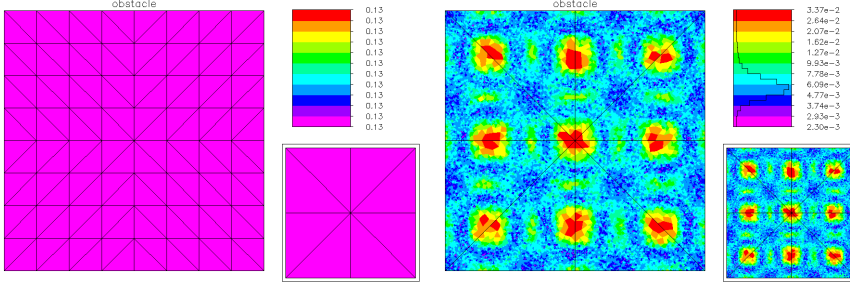 obstacle
0.13
0.13
0.13
0.13
0.13
0.13
0.13
0.13
0.13
0.13
0.13
obstacle
3.37e-2
2.64e-2
2.07e-2
1.62e-2
1.27e-2
9.93e-3
7.78e-3
6.09e-3
4.77e-3
3.74e-3
2.93e-3
2.30e-3